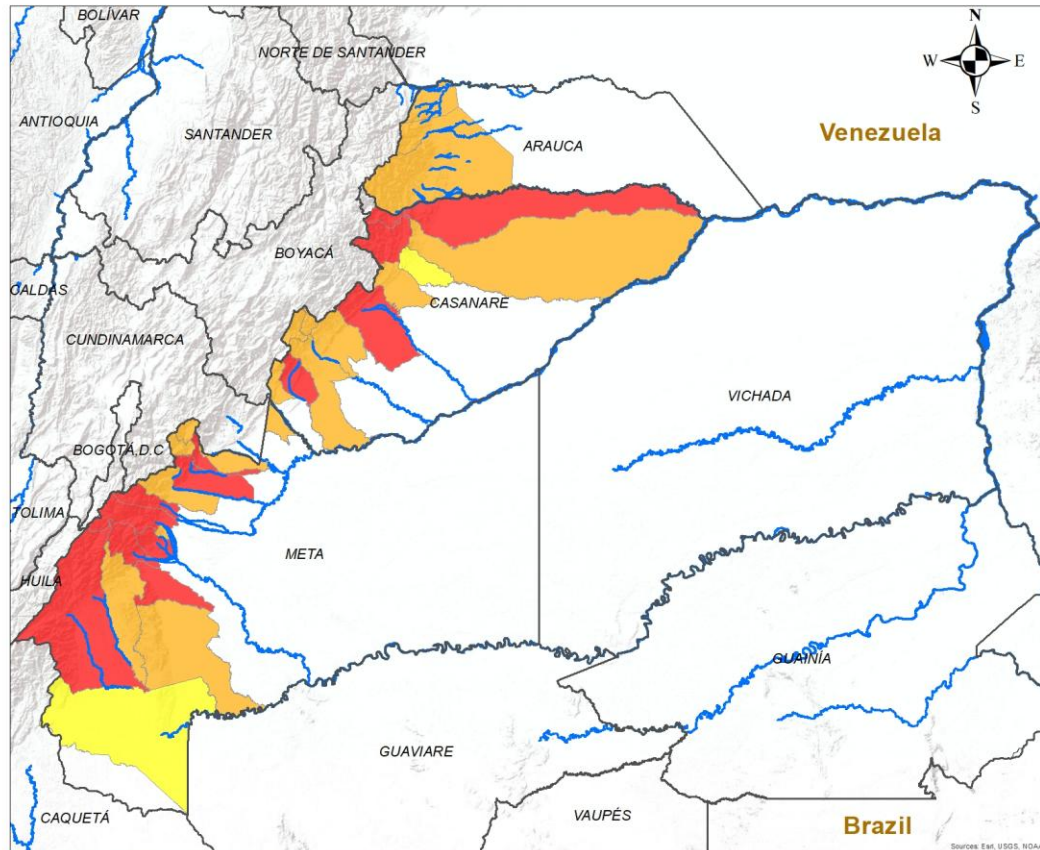 BOLÍVAR
N
NORTE DE SANTANDER
W
E
S
ANTIOQUIA
SANTANDER
ARAUCA
Venezuela
BOYACÁ
CALDAS
CASANARE
CUNDINAMARCA
VICHADA
BOGOTÁ, D.C
TOLIMA
META
HUILA
GUAINÍA
GUAVIARE
CAQUETÁ
VAUPÉS
Brazil
Sources: Esri, USGS, NOAA